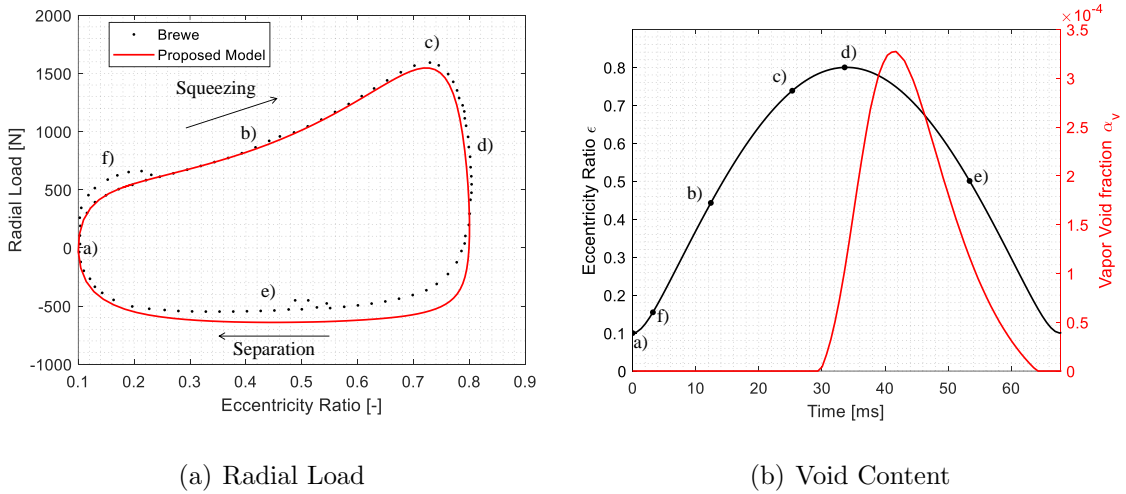 2000
1500
1000
500
0
-500
-1000
Radial Load [N]
Brewe
Proposed Model
Squeezing
Separation
a)
b)
c)
d)
e)
f)
0.1 0.2 0.3 0.4 0.5 0.6 0.7 0.8 0.9
Eccentricity Ratio [-]
(a) Radial Load
0.8
0.7
0.6
0.5
0.4
0.3
0.2
0.1
0
Eccentricity Ratio ϵ
a)
f)
b)
c)
d)
e)
×10⁻⁴
3.5
3
2.5
2
1.5
1
0.5
0
Vapor Void fraction αᵥ
0 10 20 30 40 50 60
Time [ms]
(b) Void Content